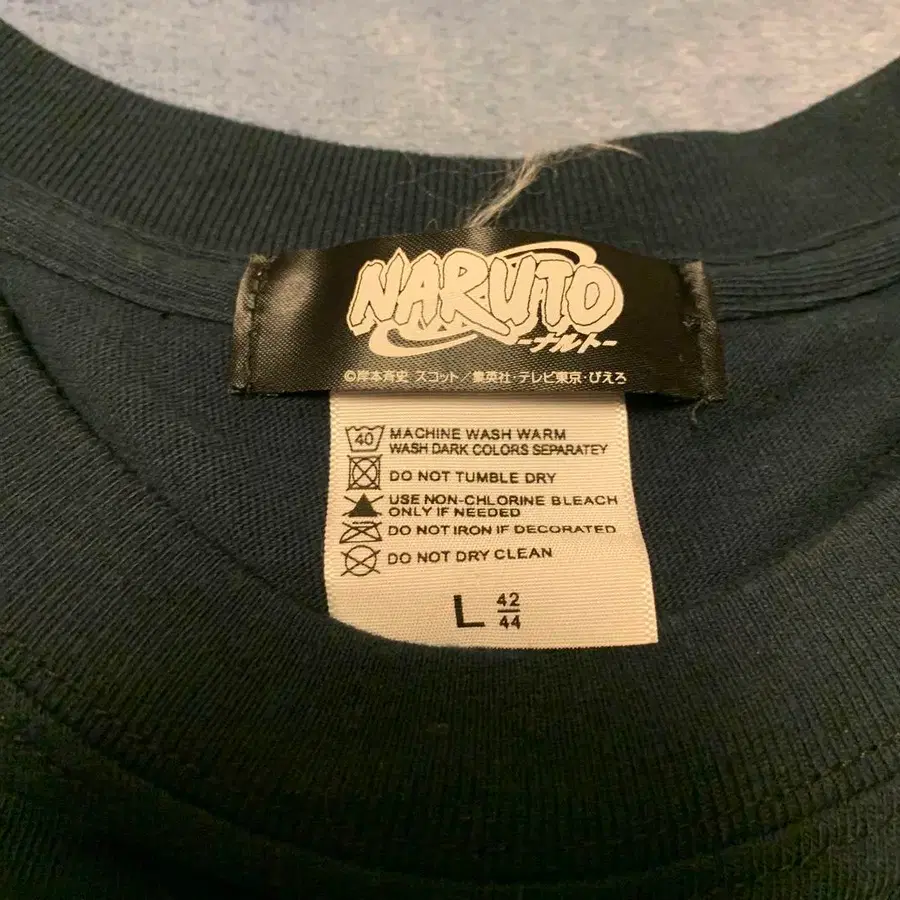 NARUTO
-ナルト-
©岸本斉史 スコット/集英社・テレビ東京・ぴえろ
40 MACHINE WASH WARM
WASH DARK COLORS SEPARATEY
DO NOT TUMBLE DRY
USE NON-CHLORINE BLEACH
ONLY IF NEEDED
DO NOT IRON IF DECORATED
DO NOT DRY CLEAN
L 42/44